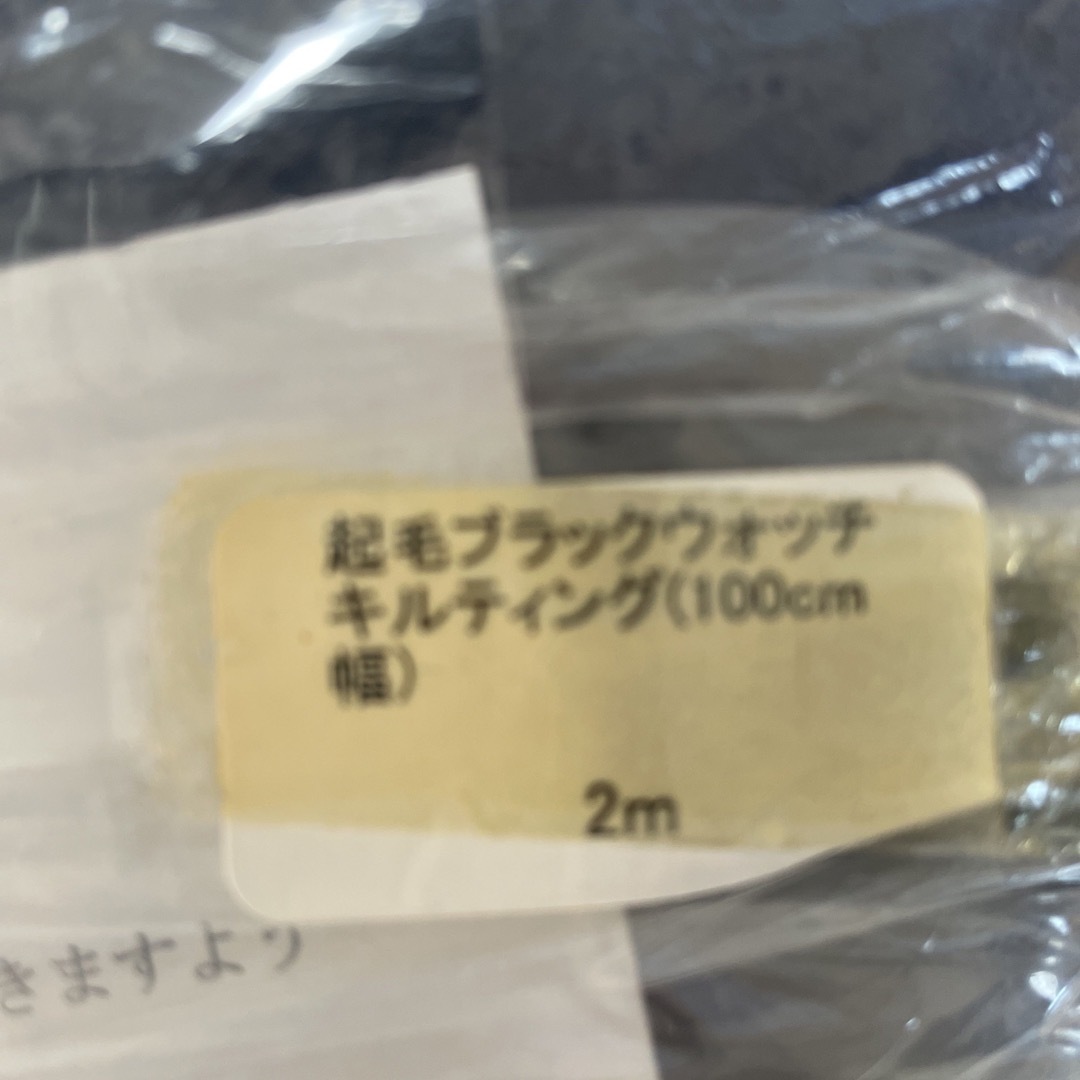 起毛ブラックウォッチ
キルティング(100cm
幅)
2m
きますより